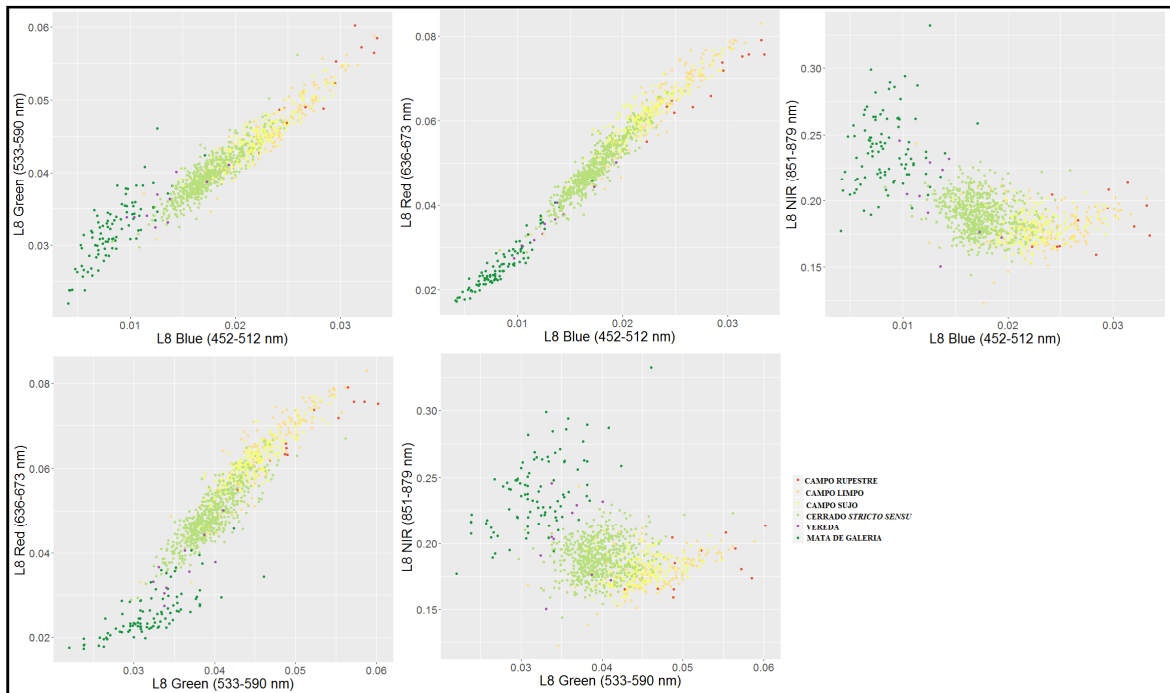 0.06
0.05
0.04
0.03
L8 Green (533-590 nm)
0.01 0.02 0.03
L8 Blue (452-512 nm)
0.08
0.06
0.04
0.02
L8 Red (636-673 nm)
0.01 0.02 0.03
L8 Blue (452-512 nm)
0.30
0.25
0.20
0.15
L8 NIR (851-879 nm)
0.01 0.02 0.03
L8 Blue (452-512 nm)
0.08
0.06
0.04
0.02
L8 Red (636-673 nm)
0.03 0.04 0.05 0.06
L8 Green (533-590 nm)
0.30
0.25
0.20
0.15
L8 NIR (851-879 nm)
0.03 0.04 0.05 0.06
L8 Green (533-590 nm)
CAMPO RUPESTRE
CAMPO LIMPO
CAMPO SUJO
CERRADO STRICTO SENSU
VEREDA
MATA DE GALERIA